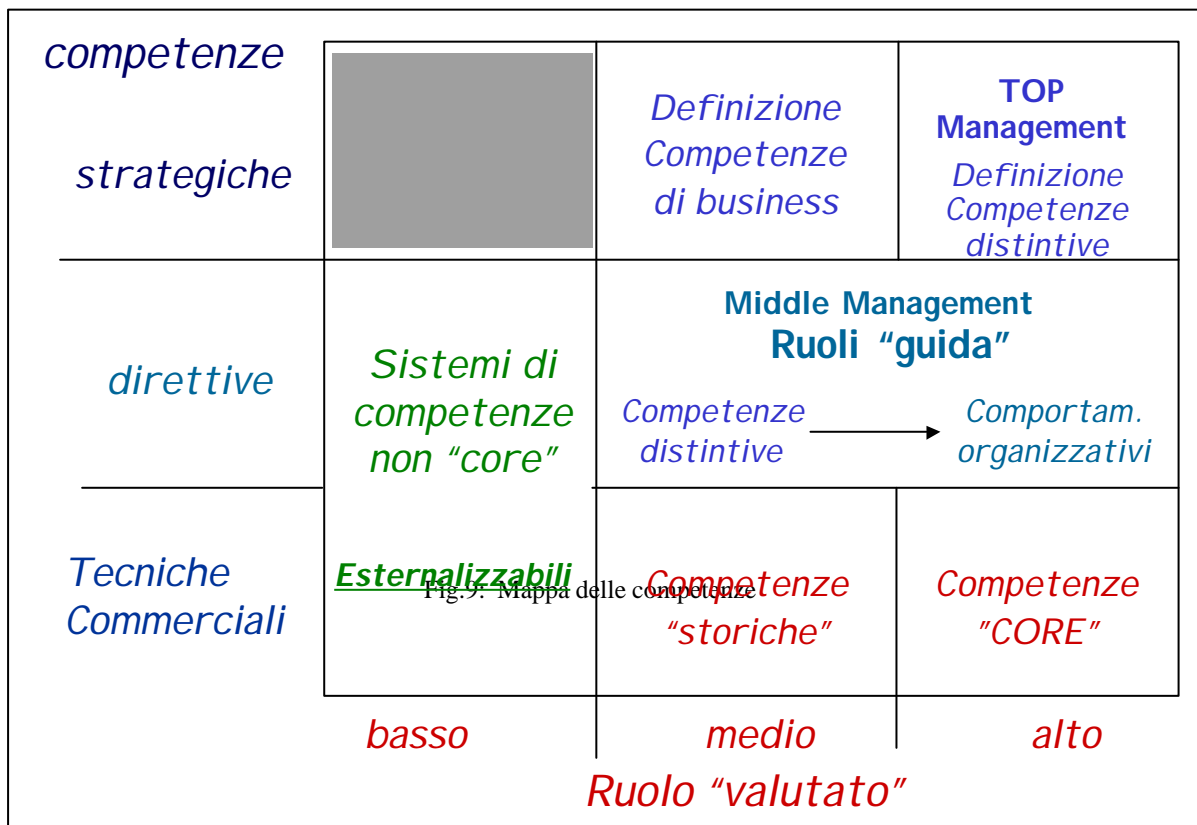 competenze
strategiche
Definizione
Competenze
di business
TOP
Management
Definizione
Competenze
distintive
direttive
Sistemi di
competenze
non “core”
Middle Management
Ruoli “guida”
Competenze
distintive
Comportam.
organizzativi
Tecniche
Commerciali
Esternalizzabili
Fig.9: Mappa delle competenze
Competenze
“storiche”
Competenze
”CORE”
basso
medio
alto
Ruolo “valutato”